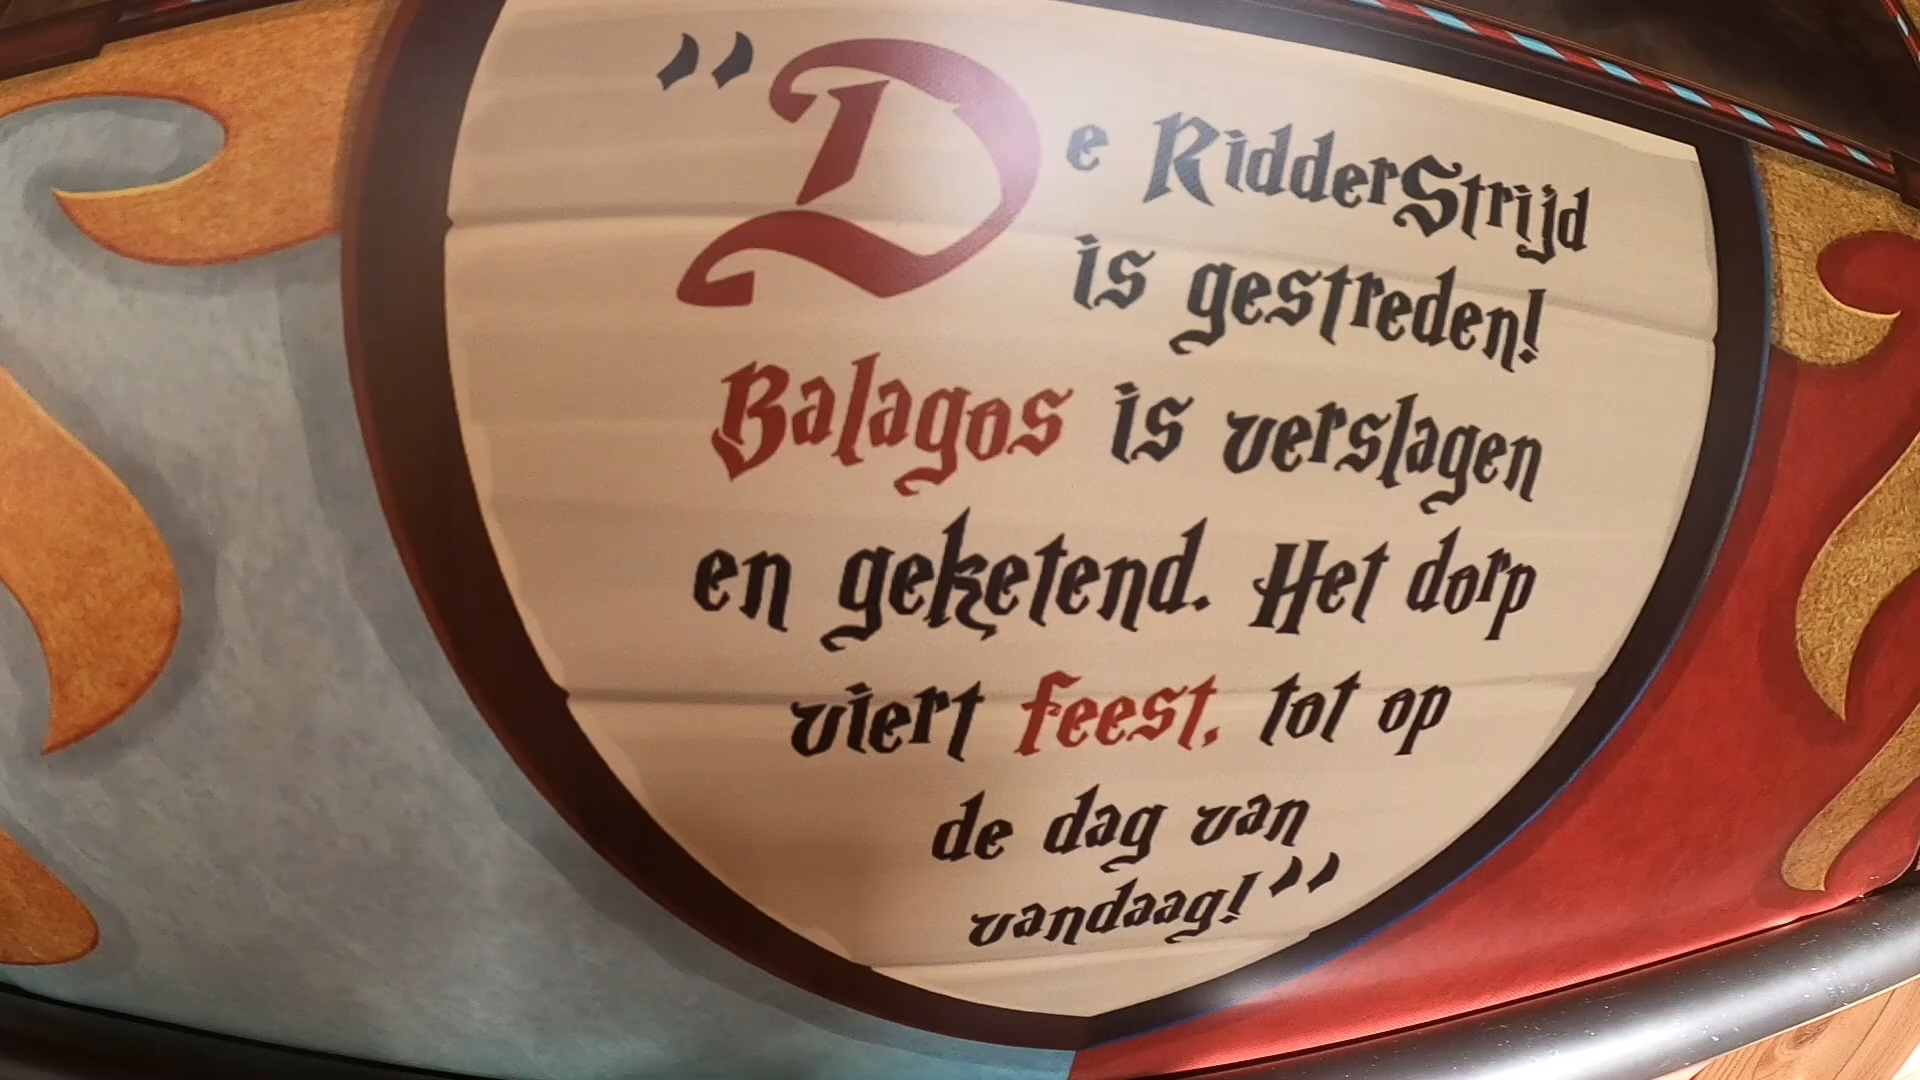 "De RidderStrijd
is gestreden!
Balagos is verslagen
en geketend. Het dorp
viert feest, tot op
de dag van
vandaag!"